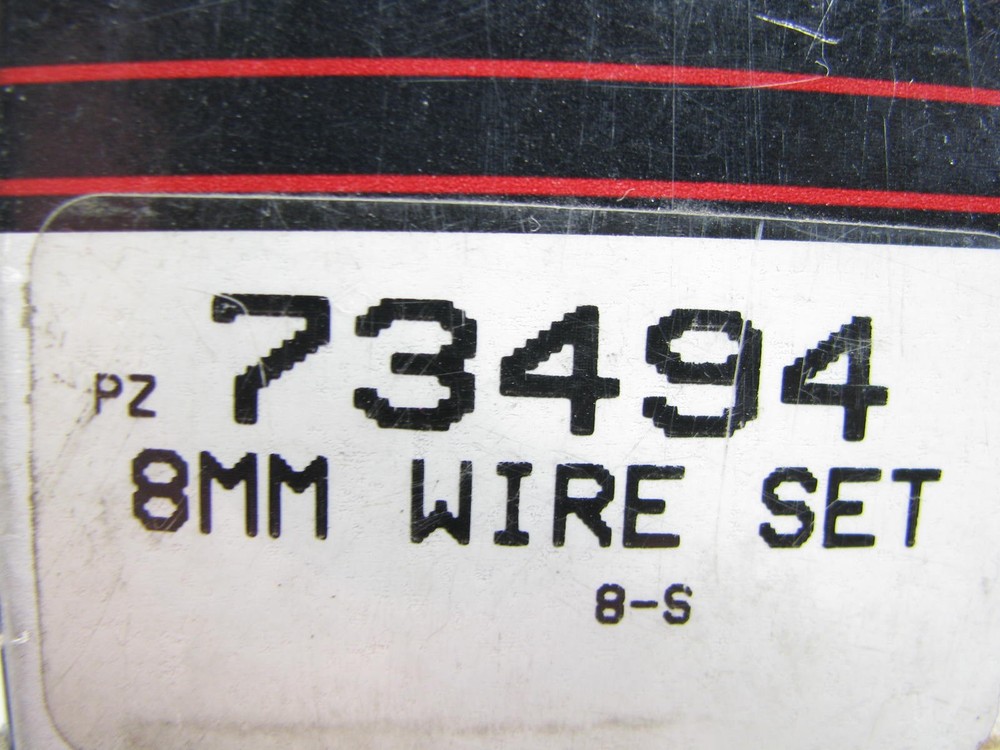 PZ 73494
8MM WIRE SET
8-S